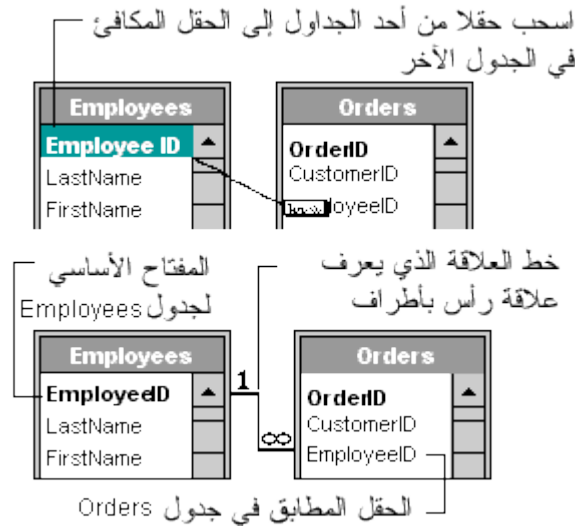 اسحب حقلا من أحد الجداول إلى الحقل المكافئ
في الجدول الآخر
Employees
Employee ID
LastName
FirstName
Orders
OrderID
CustomerID
oyeeID
المفتاح الأساسي
لجدول Employees
خط العلاقة الذي يعرف
علاقة رأس بأطراف
Employees
EmployeeID
LastName
FirstName
1
∞
Orders
OrderID
CustomerID
EmployeeID
الحقل المطابق في جدول Orders